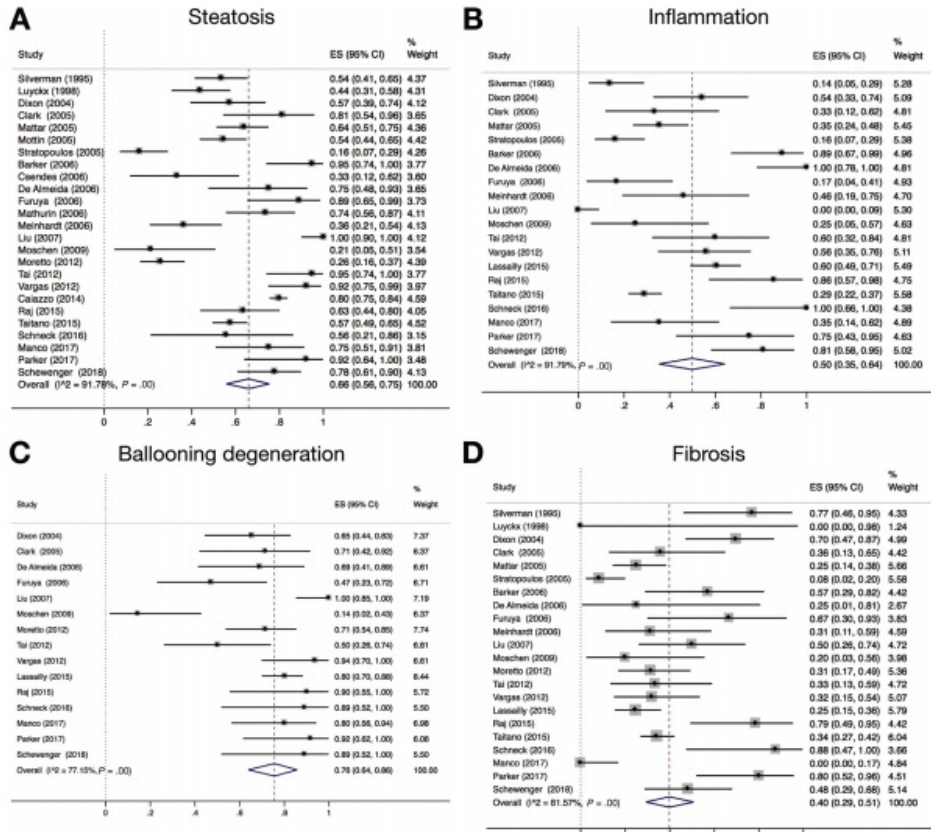 A Steatosis
%
Study ES (95% CI) Weight
Silverman (1995) 0.54 (0.41, 0.65) 4.37
Luyckx (1998) 0.44 (0.31, 0.58) 4.31
Dixon (2004) 0.57 (0.39, 0.74) 4.12
Clark (2005) 0.81 (0.54, 0.96) 3.65
Mattar (2005) 0.64 (0.51, 0.75) 4.36
Mottin (2005) 0.54 (0.44, 0.65) 4.42
Stratopoulos (2005) 0.16 (0.07, 0.29) 4.26
Barker (2006) 0.95 (0.74, 1.00) 3.77
Csendes (2006) 0.33 (0.12, 0.62) 3.60
De Almeida (2006) 0.75 (0.48, 0.93) 3.65
Furuya (2006) 0.89 (0.65, 0.99) 3.73
Mathurin (2006) 0.74 (0.56, 0.87) 4.11
Meinhardt (2006) 0.36 (0.21, 0.54) 4.13
Liu (2007) 1.00 (0.90, 1.00) 4.12
Moschen (2009) 0.21 (0.05, 0.51) 3.54
Moretto (2012) 0.26 (0.16, 0.37) 4.39
Tai (2012) 0.95 (0.74, 1.00) 3.77
Vargas (2012) 0.92 (0.75, 0.99) 3.97
Caiazzo (2014) 0.80 (0.75, 0.84) 4.59
Raj (2015) 0.63 (0.44, 0.80) 4.05
Taitano (2015) 0.57 (0.49, 0.65) 4.52
Schneck (2016) 0.56 (0.21, 0.86) 3.15
Manco (2017) 0.75 (0.51, 0.91) 3.81
Parker (2017) 0.92 (0.64, 1.00) 3.48
Schewenger (2018) 0.78 (0.61, 0.90) 4.13
Overall (I^2 = 91.78%, P = .00) 0.66 (0.56, 0.75) 100.00
0 .2 .4 .6 .8 1
B Inflammation
%
Study ES (95% CI) Weight
Silverman (1995) 0.14 (0.05, 0.29) 5.28
Dixon (2004) 0.54 (0.33, 0.74) 5.09
Clark (2005) 0.33 (0.12, 0.62) 4.81
Mattar (2005) 0.35 (0.24, 0.48) 5.45
Stratopoulos (2005) 0.16 (0.07, 0.29) 5.38
Barker (2006) 0.89 (0.67, 0.99) 4.96
De Almeida (2006) 1.00 (0.78, 1.00) 4.81
Furuya (2006) 0.17 (0.04, 0.41) 4.93
Meinhardt (2006) 0.46 (0.19, 0.75) 4.70
Liu (2007) 0.00 (0.00, 0.09) 5.30
Moschen (2009) 0.25 (0.05, 0.57) 4.63
Tai (2012) 0.60 (0.32, 0.84) 4.81
Vargas (2012) 0.56 (0.35, 0.76) 5.11
Lassailly (2015) 0.60 (0.49, 0.71) 5.49
Raj (2015) 0.86 (0.57, 0.98) 4.75
Taitano (2015) 0.29 (0.22, 0.37) 5.58
Schneck (2016) 1.00 (0.66, 1.00) 4.38
Manco (2017) 0.35 (0.14, 0.62) 4.89
Parker (2017) 0.75 (0.43, 0.95) 4.63
Schewenger (2018) 0.81 (0.58, 0.95) 5.02
Overall (I^2 = 91.79%, P = .00) 0.50 (0.35, 0.64) 100.00
0 .2 .4 .6 .8 1
C Ballooning degeneration
%
Study ES (95% CI) Weight
Dixon (2004) 0.65 (0.44, 0.83) 7.37
Clark (2005) 0.71 (0.42, 0.92) 6.37
De Almeida (2006) 0.69 (0.41, 0.89) 6.61
Furuya (2006) 0.47 (0.23, 0.72) 6.71
Liu (2007) 1.00 (0.85, 1.00) 7.19
Moschen (2009) 0.14 (0.02, 0.43) 6.37
Moretto (2012) 0.71 (0.54, 0.85) 7.74
Tai (2012) 0.50 (0.26, 0.74) 6.81
Vargas (2012) 0.94 (0.70, 1.00) 6.61
Lassailly (2015) 0.80 (0.70, 0.88) 8.44
Raj (2015) 0.90 (0.55, 1.00) 5.72
Schneck (2016) 0.89 (0.52, 1.00) 5.50
Manco (2017) 0.80 (0.56, 0.94) 6.98
Parker (2017) 0.92 (0.62, 1.00) 6.08
Schewenger (2018) 0.89 (0.52, 1.00) 5.50
Overall (I^2 = 77.15%, P = .00) 0.76 (0.64, 0.86) 100.00
0 .2 .4 .6 .8 1
D Fibrosis
%
Study ES (95% CI) Weight
Silverman (1995) 0.77 (0.46, 0.95) 4.33
Luyckx (1998) 0.00 (0.00, 0.98) 1.24
Dixon (2004) 0.70 (0.47, 0.87) 4.99
Clark (2005) 0.36 (0.13, 0.65) 4.42
Mattar (2005) 0.25 (0.14, 0.38) 5.66
Stratopoulos (2005) 0.08 (0.02, 0.20) 5.58
Barker (2006) 0.57 (0.29, 0.82) 4.42
De Almeida (2006) 0.25 (0.01, 0.81) 2.67
Furuya (2006) 0.67 (0.30, 0.93) 3.83
Meinhardt (2006) 0.31 (0.11, 0.59) 4.59
Liu (2007) 0.50 (0.26, 0.74) 4.72
Moschen (2009) 0.20 (0.03, 0.56) 3.98
Moretto (2012) 0.31 (0.17, 0.49) 5.36
Tai (2012) 0.33 (0.13, 0.59) 4.72
Vargas (2012) 0.32 (0.15, 0.54) 5.07
Lassailly (2015) 0.25 (0.15, 0.36) 5.79
Raj (2015) 0.79 (0.49, 0.95) 4.42
Taitano (2015) 0.34 (0.27, 0.42) 6.04
Schneck (2016) 0.88 (0.47, 1.00) 3.66
Manco (2017) 0.00 (0.00, 0.17) 4.84
Parker (2017) 0.80 (0.52, 0.96) 4.51
Schewenger (2018) 0.48 (0.29, 0.68) 5.14
Overall (I^2 = 81.57%, P = .00) 0.40 (0.29, 0.51) 100.00